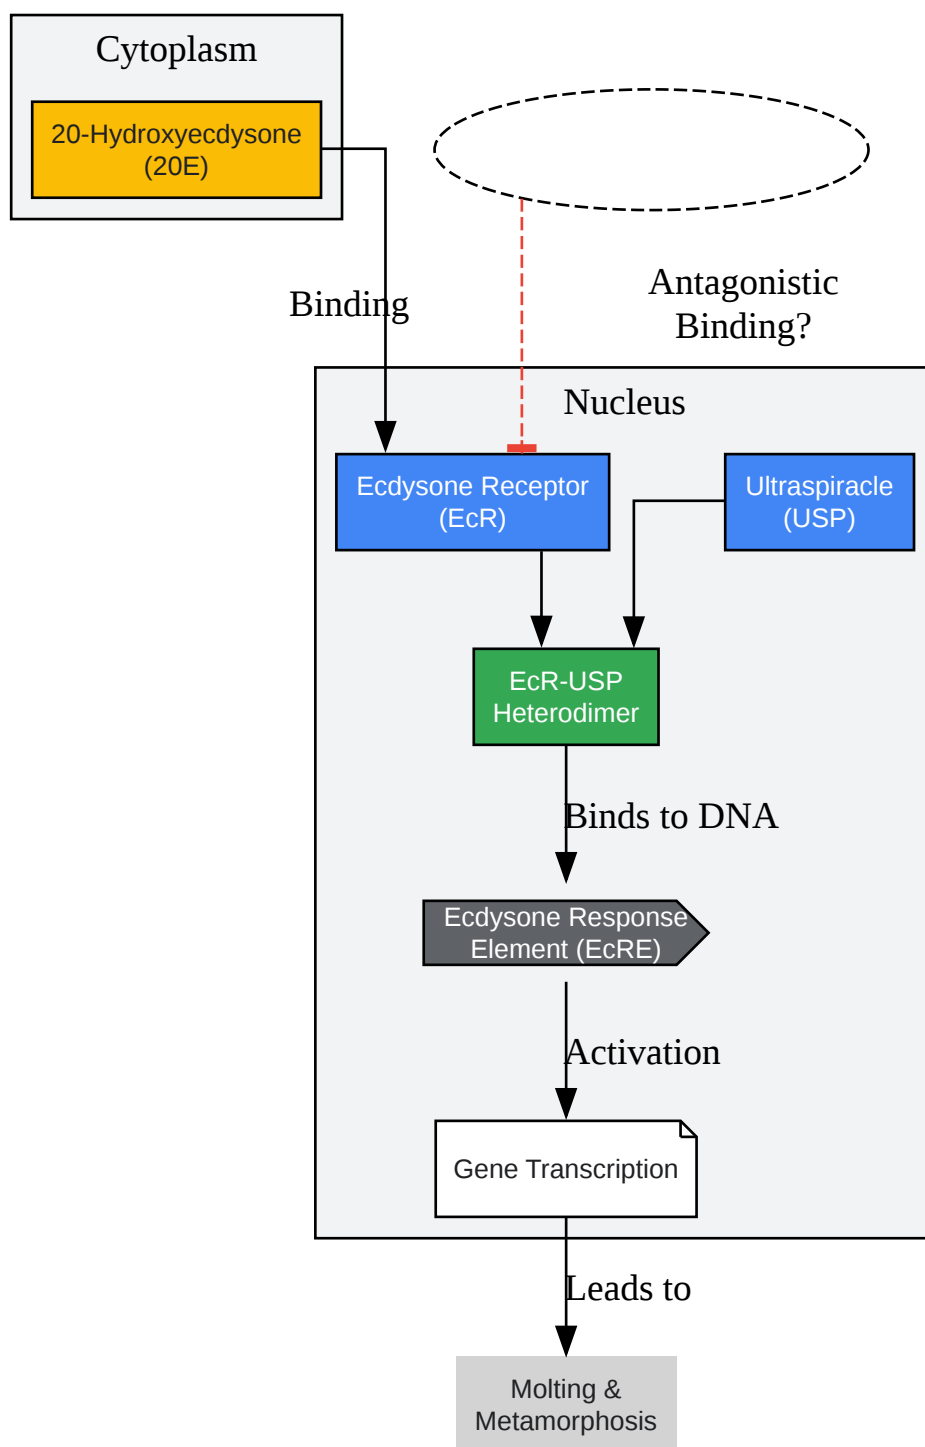 Cytoplasm
20-Hydroxyecdysone
(20E)
Binding
Antagonistic
Binding?
Nucleus
Ecdysone Receptor
(EcR)
Ultraspiracle
(USP)
EcR-USP
Heterodimer
Binds to DNA
Ecdysone Response
Element (EcRE)
Activation
Gene Transcription
Leads to
Molting &
Metamorphosis